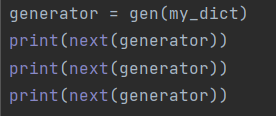 generator = gen(my_dict)
print(next(generator))
print(next(generator))
print(next(generator))